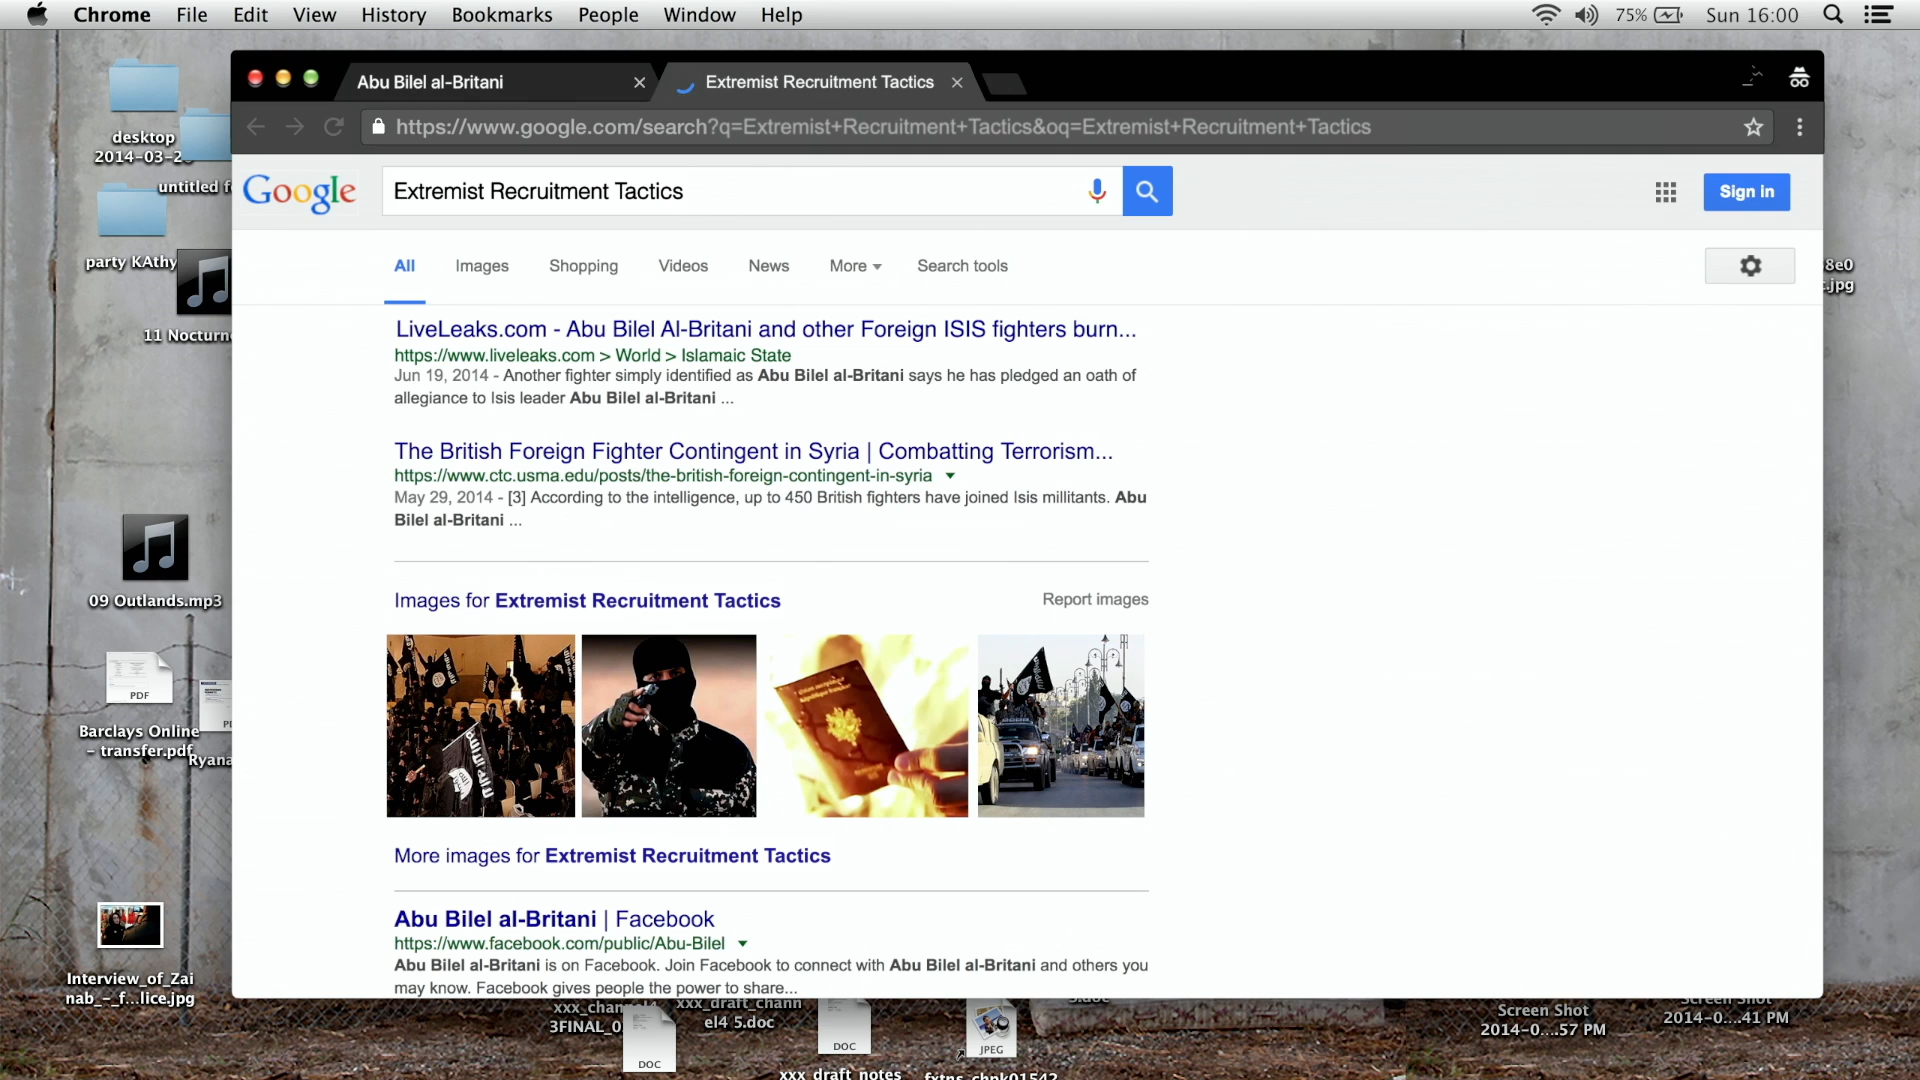 Chrome File Edit View History Bookmarks People Window Help
75% Sun 16:00
Abu Bilel al-Britani
Extremist Recruitment Tactics
https://www.google.com/search?q=Extremist+Recruitment+Tactics&oq=Extremist+Recruitment+Tactics
Google
Extremist Recruitment Tactics
Sign in
All Images Shopping Videos News More Search tools
LiveLeaks.com - Abu Bilel Al-Britani and other Foreign ISIS fighters burn...
https://www.liveleaks.com > World > Islamaic State
Jun 19, 2014 - Another fighter simply identified as Abu Bilel al-Britani says he has pledged an oath of
allegiance to Isis leader Abu Bilel al-Britani ...
The British Foreign Fighter Contingent in Syria | Combatting Terrorism...
https://www.ctc.usma.edu/posts/the-british-foreign-contingent-in-syria
May 29, 2014 - [3] According to the intelligence, up to 450 British fighters have joined Isis millitants. Abu
Bilel al-Britani ...
Images for Extremist Recruitment Tactics
Report images
More images for Extremist Recruitment Tactics
Abu Bilel al-Britani | Facebook
https://www.facebook.com/public/Abu-Bilel
Abu Bilel al-Britani is on Facebook. Join Facebook to connect with Abu Bilel al-Britani and others you
may know. Facebook gives people the power to share...
desktop
2014-03-2
untitled f
party KAthy
11 Nocturn
09 Outlands.mp3
PDF
Barclays Online
- transfer.pdf
Ryana
Interview_of_Zai
nab_-_f...lice.jpg
8e0
.jpg
xxx_channel4
3FINAL_0
DOC
xxx_draft_chann
el4 5.doc
DOC
xxx_draft_notes
JPEG
Screen Shot
2014-0....57 PM
Screen Shot
2014-0....41 PM